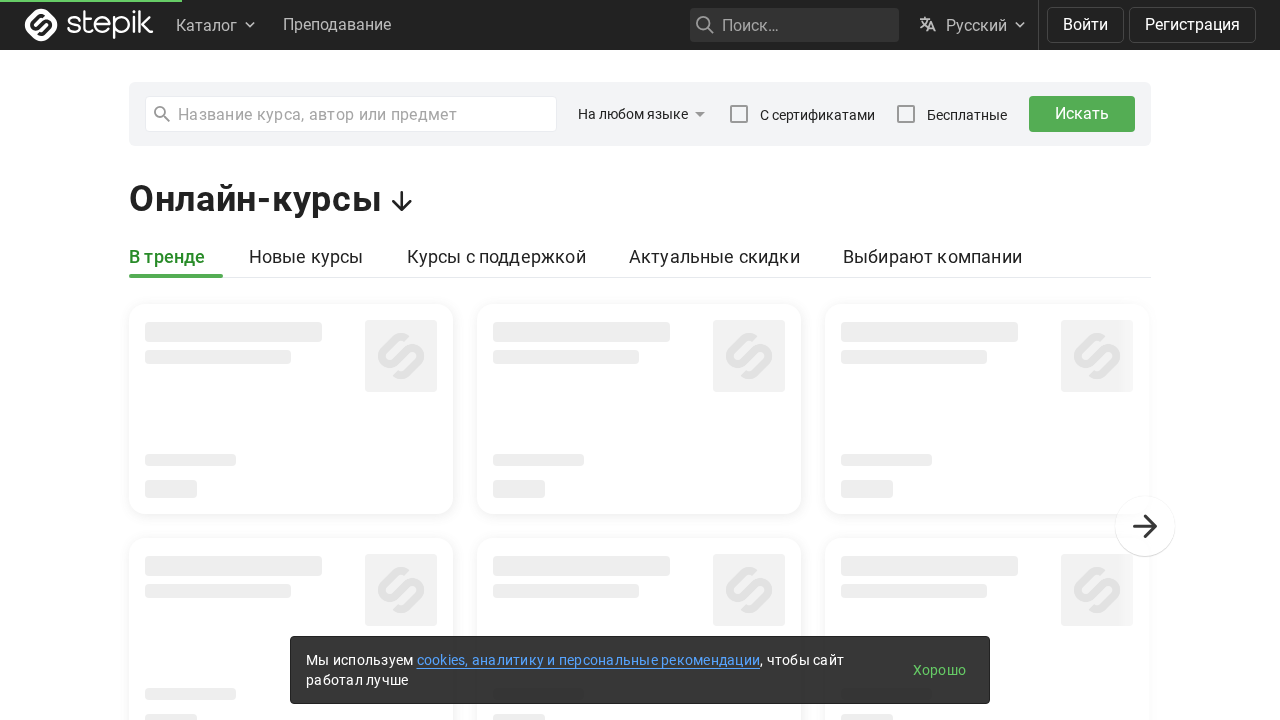 stepik Каталог Преподавание Поиск... Русский Войти Регистрация
Название курса, автор или предмет На любом языке С сертификатами Бесплатные Искать
Онлайн-курсы
В тренде Новые курсы Курсы с поддержкой Актуальные скидки Выбирают компании
Мы используем cookies, аналитику и персональные рекомендации, чтобы сайт
работал лучше
Хорошо